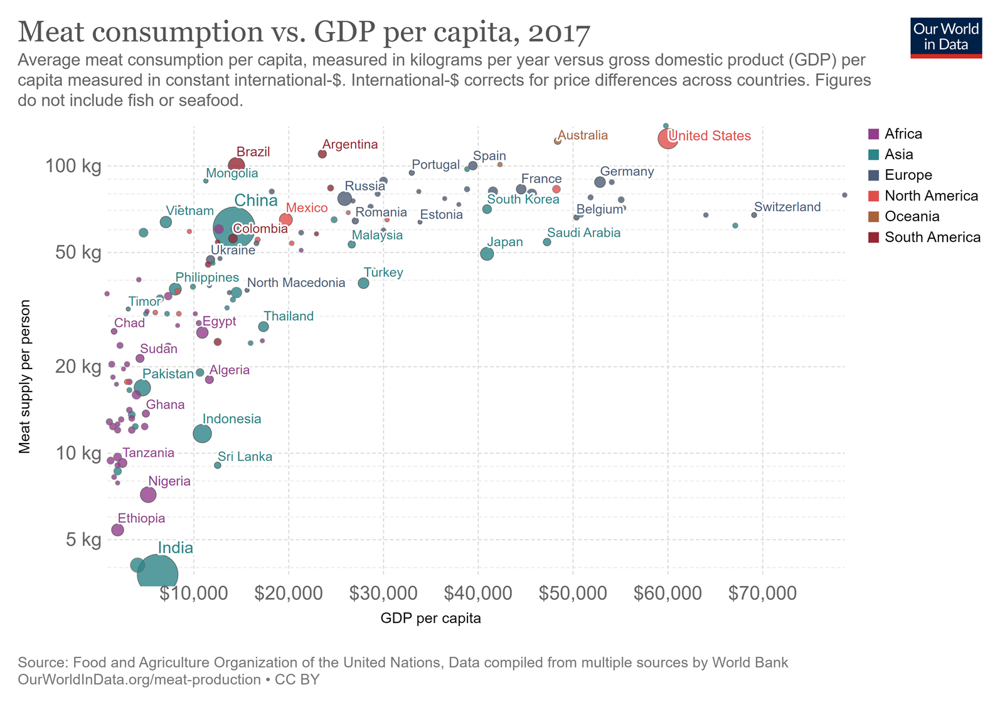 Meat consumption vs. GDP per capita, 2017
Our World
in Data
Average meat consumption per capita, measured in kilograms per year versus gross domestic product (GDP) per
capita measured in constant international-$. International-$ corrects for price differences across countries. Figures
do not include fish or seafood.
Africa
Asia
Europe
North America
Oceania
South America
Meat supply per person
100 kg
50 kg
20 kg
10 kg
5 kg
Australia
United States
Argentina
Brazil
Spain
Portugal
Mongolia
Germany
France
Russia
China
South Korea
Mexico
Vietnam
Romania
Estonia
Belgium
Switzerland
Colombia
Malaysia
Saudi Arabia
Japan
Ukraine
Turkey
Philippines
North Macedonia
Timor
Thailand
Chad
Egypt
Sudan
Pakistan
Algeria
Ghana
Indonesia
Tanzania
Sri Lanka
Nigeria
Ethiopia
India
$10,000
$20,000
$30,000
$40,000
$50,000
$60,000
$70,000
GDP per capita
Source: Food and Agriculture Organization of the United Nations, Data compiled from multiple sources by World Bank
OurWorldInData.org/meat-production • CC BY